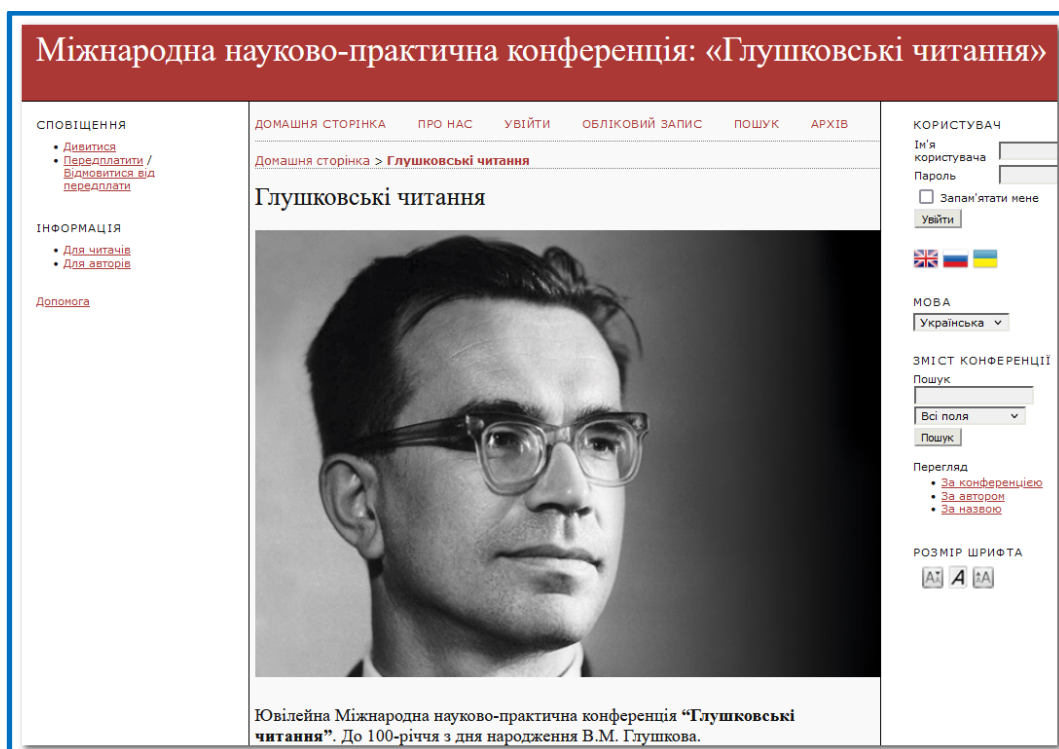 Міжнародна науково-практична конференція: «Глушковські читання»
СПОВІЩЕННЯ
Дивитися
Передплатити /
Відмовитися від
передплати
ІНФОРМАЦІЯ
Для читачів
Для авторів
Допомога
ДОМАШНЯ СТОРІНКА ПРО НАС УВІЙТИ ОБЛІКОВИЙ ЗАПИС ПОШУК АРХІВ
Домашня сторінка > Глушковські читання
Глушковські читання
Ювілейна Міжнародна науково-практична конференція “Глушковські
читання”. До 100-річчя з дня народження В.М. Глушкова.
КОРИСТУВАЧ
Ім'я
користувача
Пароль
Запам'ятати мене
Увійти
МОВА
Українська
ЗМІСТ КОНФЕРЕНЦІЇ
Пошук
Всі поля
Пошук
Перегляд
За конференцією
За автором
За назвою
РОЗМІР ШРИФТА